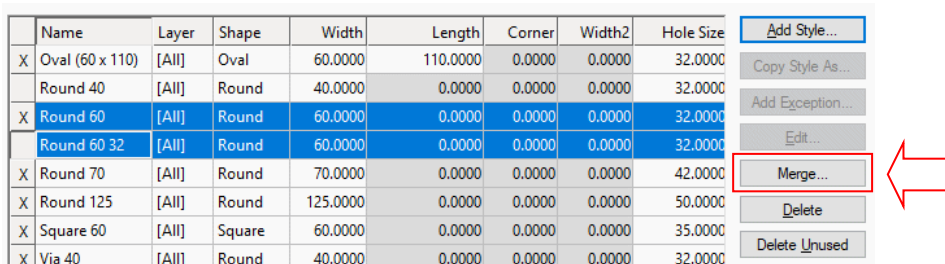 Name Layer Shape Width Length Corner Width2 Hole Size
X Oval (60 x 110) [All] Oval 60.0000 110.0000 0.0000 0.0000 32.0000
Round 40 [All] Round 40.0000 0.0000 0.0000 0.0000 32.0000
X Round 60 [All] Round 60.0000 0.0000 0.0000 0.0000 32.0000
Round 60 32 [All] Round 60.0000 0.0000 0.0000 0.0000 32.0000
X Round 70 [All] Round 70.0000 0.0000 0.0000 0.0000 42.0000
X Round 125 [All] Round 125.0000 0.0000 0.0000 0.0000 50.0000
X Square 60 [All] Square 60.0000 0.0000 0.0000 0.0000 35.0000
X Via 40 [All] Round 40.0000 0.0000 0.0000 0.0000 32.0000
Add Style...
Copy Style As...
Add Exception...
Edit...
Merge...
Delete
Delete Unused